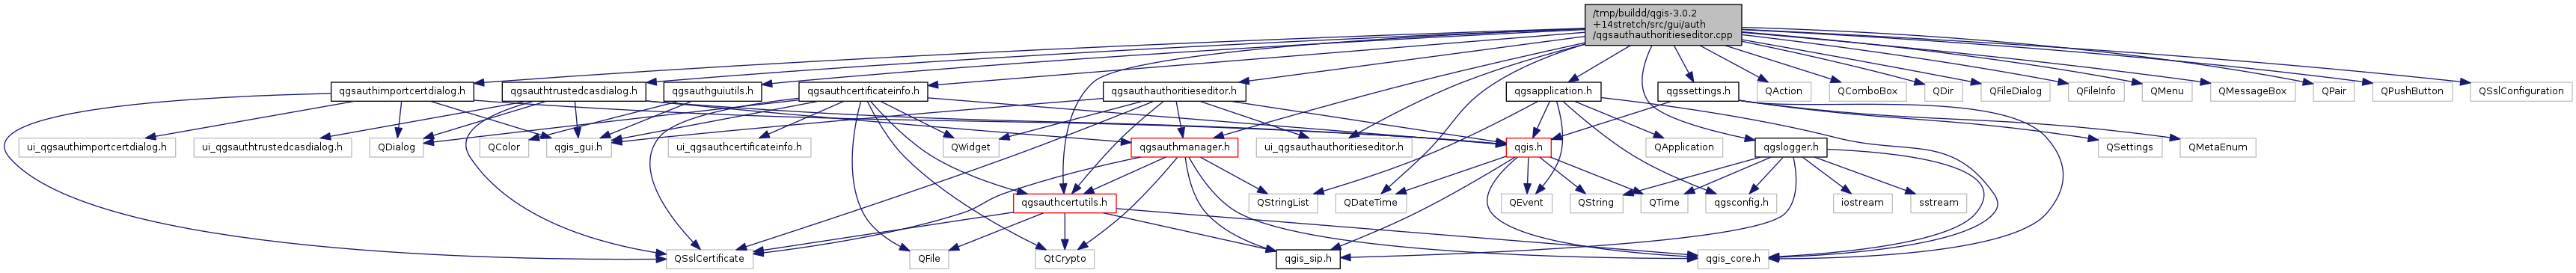 /tmp/buildd/qgis-3.0.2
+14stretch/src/gui/auth
/qgsauthauthoritieseditor.cpp
qgsauthimportcertdialog.h
qgsauthtrustedcasdialog.h
qgsauthguiutils.h
qgsauthcertificateinfo.h
qgsauthauthoritieseditor.h
qgsapplication.h
qgssettings.h
QAction
QComboBox
QDir
QFileDialog
QFileInfo
QMenu
QMessageBox
QPair
QPushButton
QSslConfiguration
ui_qgsauthimportcertdialog.h
ui_qgsauthtrustedcasdialog.h
QDialog
QColor
qgis_gui.h
ui_qgsauthcertificateinfo.h
QWidget
qgsauthmanager.h
ui_qgsauthauthoritieseditor.h
qgis.h
QApplication
qgslogger.h
QSettings
QMetaEnum
qgsauthcertutils.h
QStringList
QDateTime
QEvent
QString
QTime
qgsconfig.h
iostream
sstream
QSslCertificate
QFile
QtCrypto
qgis_sip.h
qgis_core.h